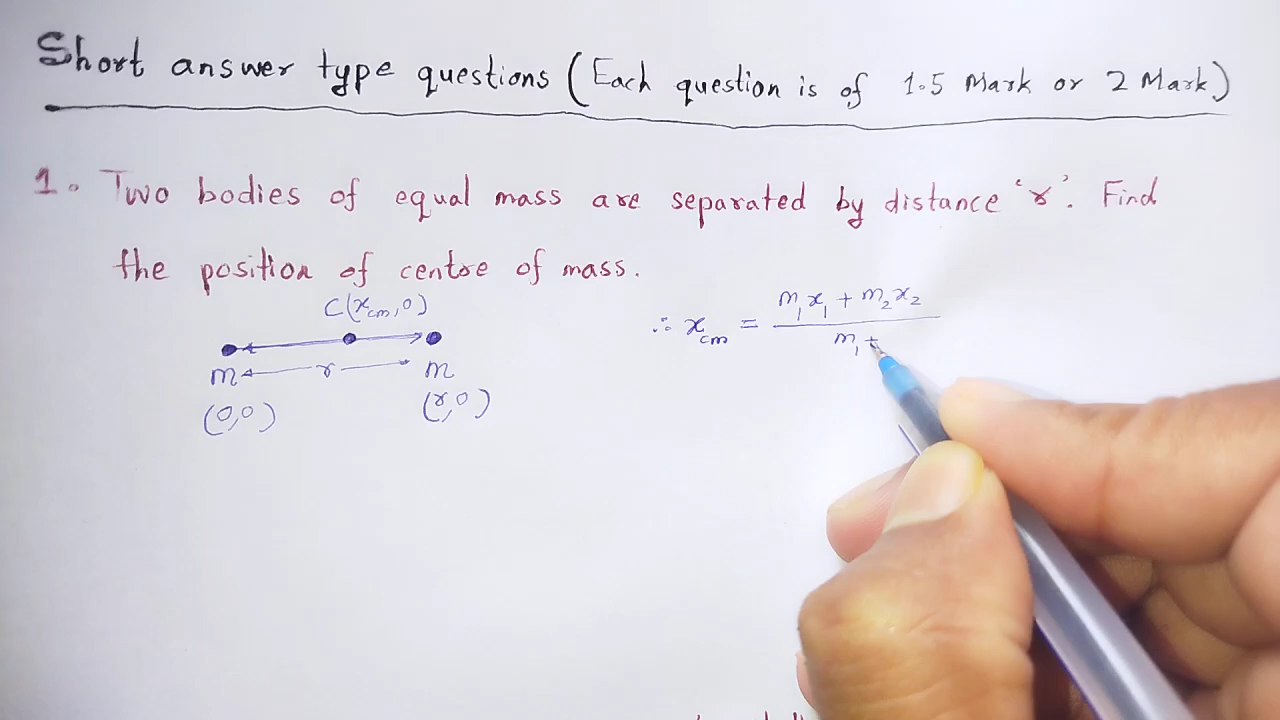 Short answer type questions (Each question is of 1.5 Mark or 2 Mark)
1. Two bodies of equal mass are separated by distance 'r'. Find
the position of centre of mass.
C(x_cm, 0)
m r m
(0,0) (r,0)
∴ x_cm = m₁x₁ + m₂x₂
m₁ +